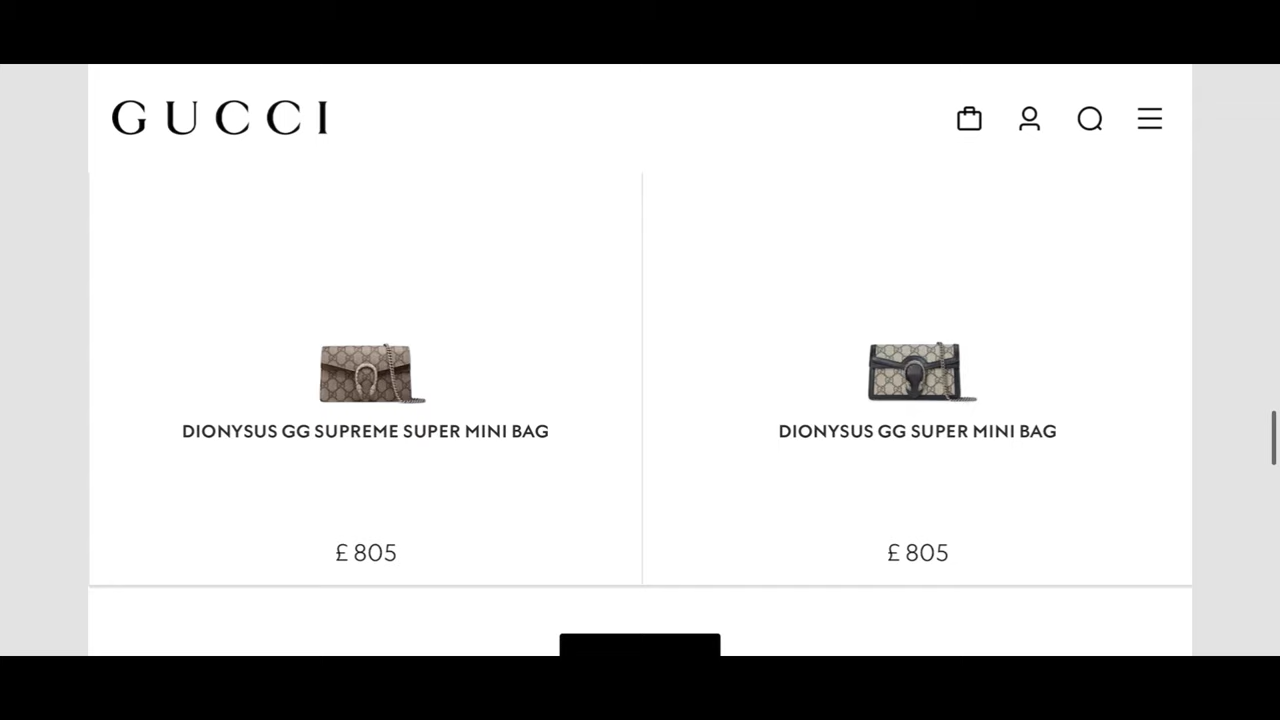 GUCCI
DIONYSUS GG SUPREME SUPER MINI BAG
DIONYSUS GG SUPER MINI BAG
£ 805
£ 805